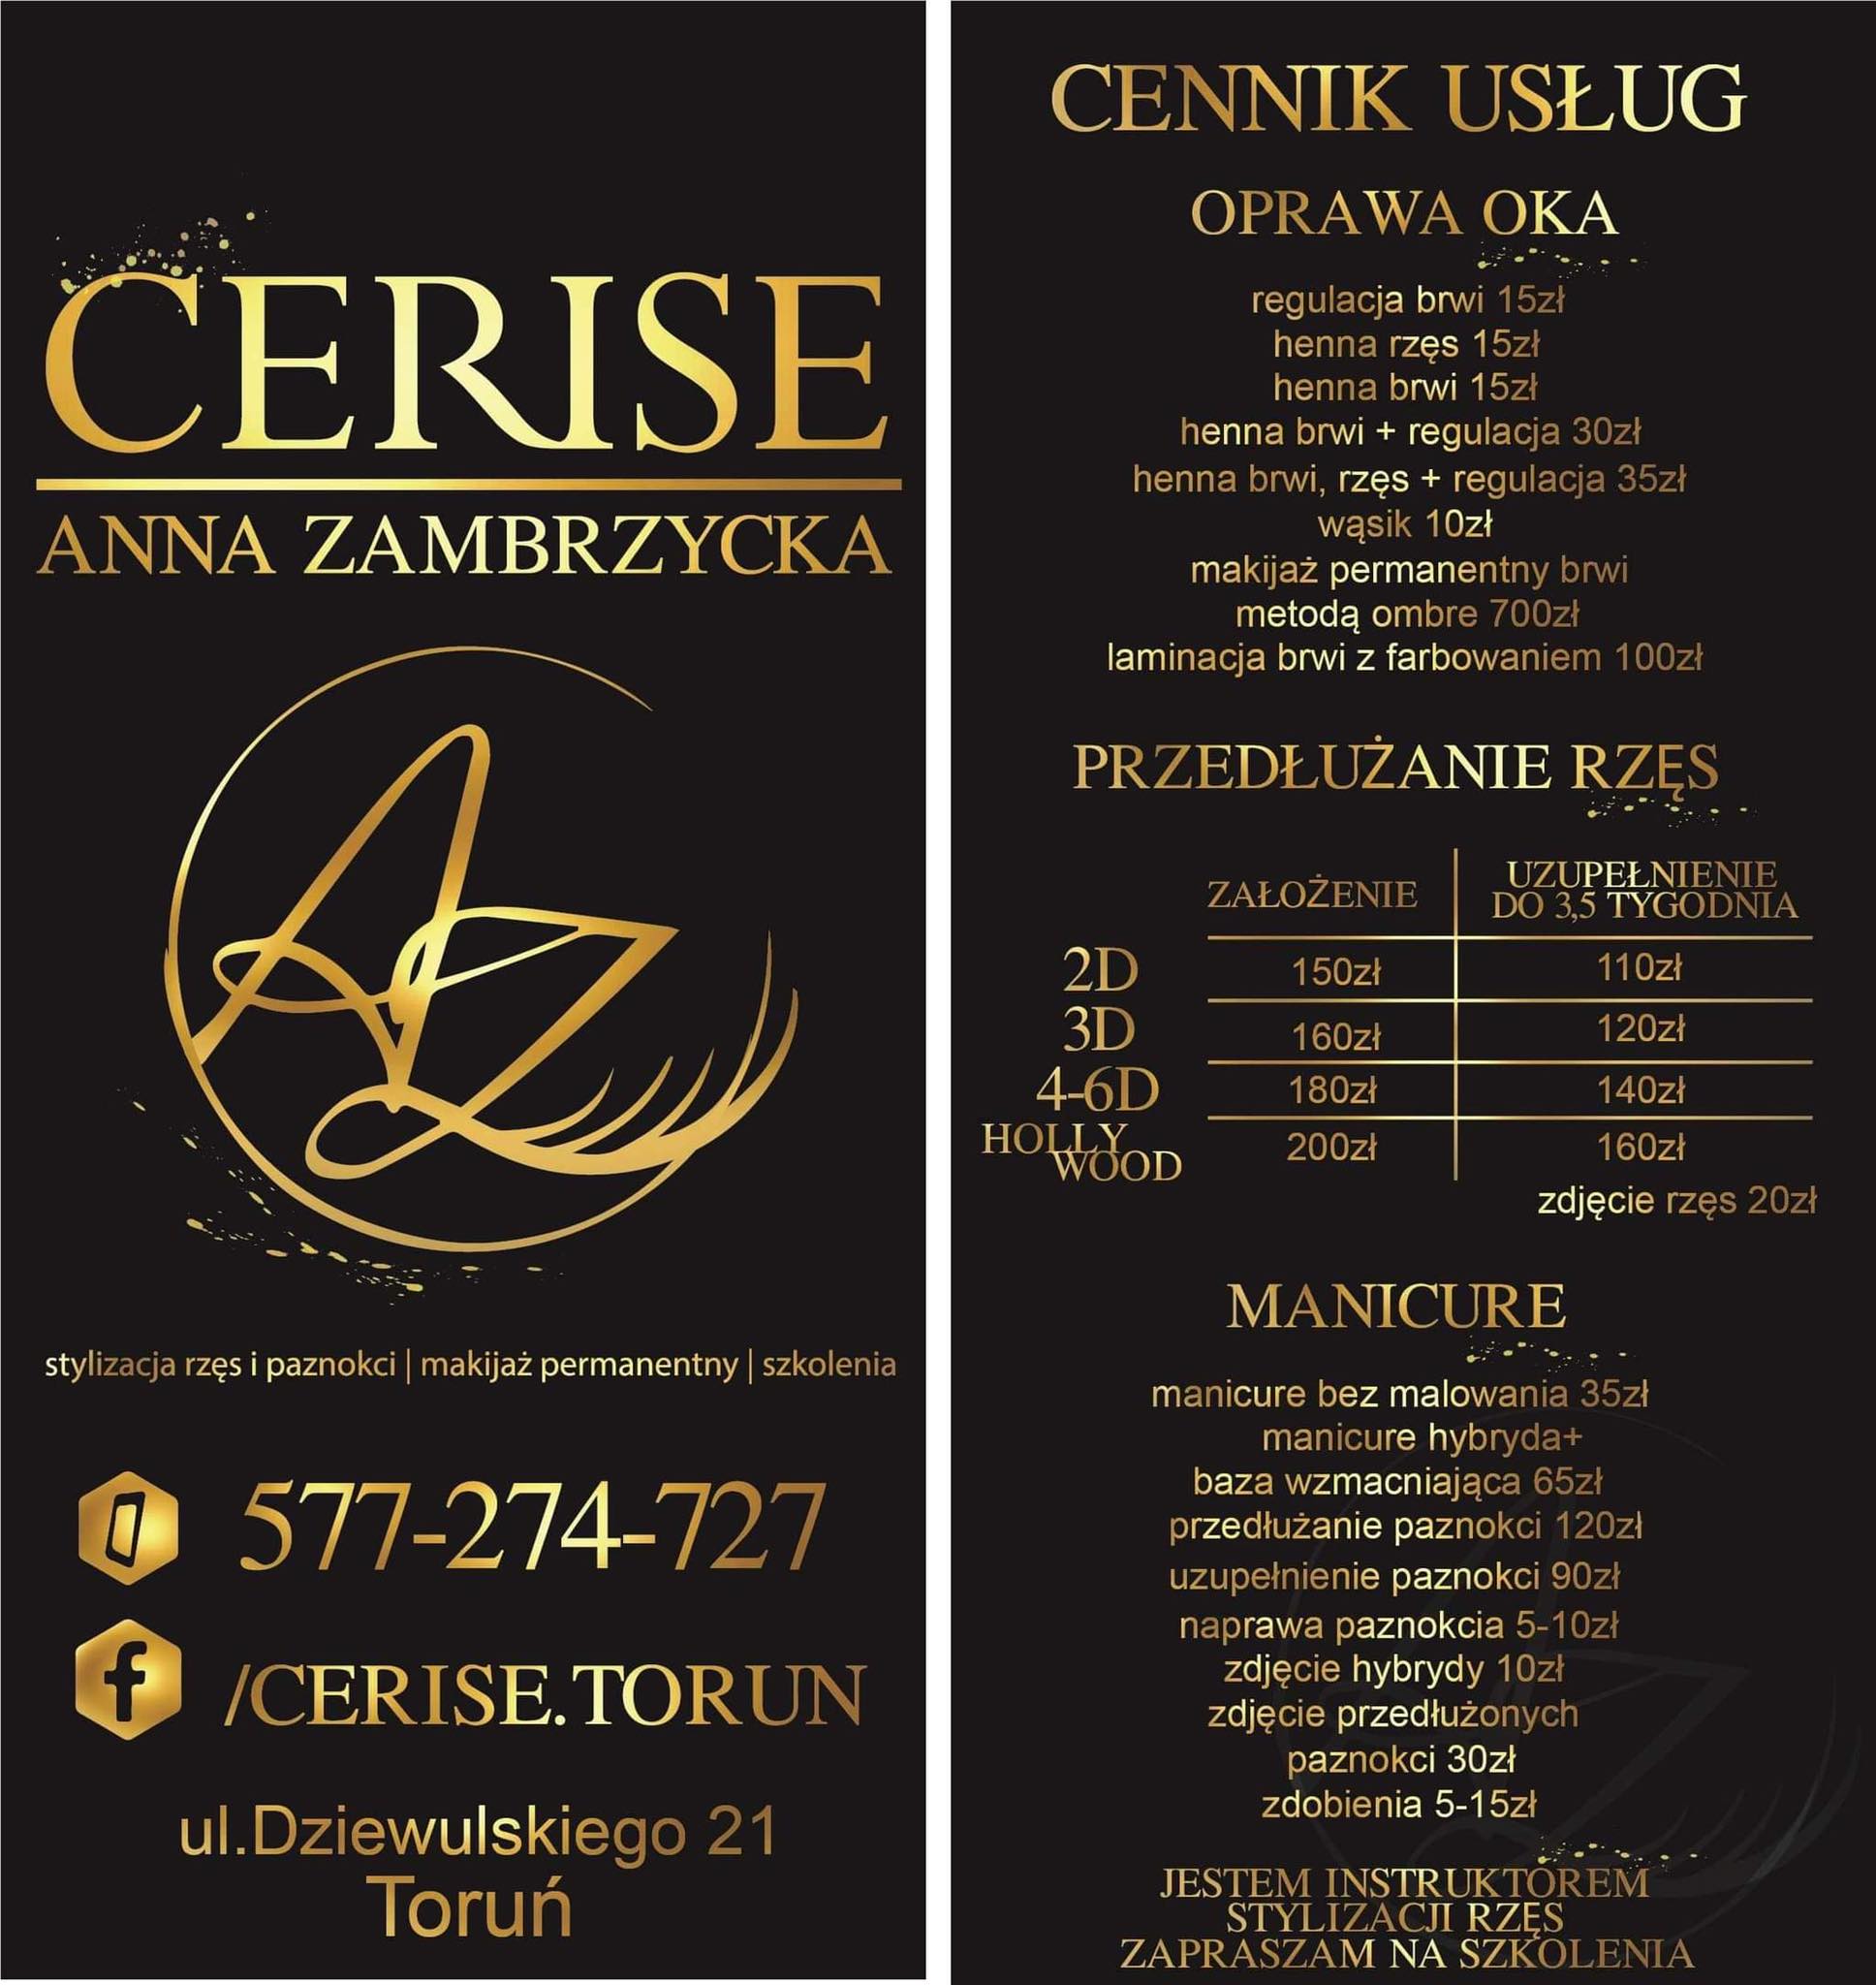 CERISE
ANNA ZAMBRZYCKA
AZ
stylizacja rzęs i paznokci | makijaż permanentny | szkolenia
577-274-727
f /CERISE.TORUN
ul.Dziewulskiego 21
Toruń
CENNIK USŁUG
OPRAWA OKA
regulacja brwi 15zł
henna rzęs 15zł
henna brwi 15zł
henna brwi + regulacja 30zł
henna brwi, rzęs + regulacja 35zł
wąsik 10zł
makijaż permanentny brwi
metodą ombre 700zł
laminacja brwi z farbowaniem 100zł
PRZEDŁUŻANIE RZĘS
ZAŁOŻENIE UZUPEŁNIENIE
DO 3,5 TYGODNIA
2D 150zł 110zł
3D 160zł 120zł
4-6D 180zł 140zł
HOLLY
WOOD 200zł 160zł
zdjęcie rzęs 20zł
MANICURE
manicure bez malowania 35zł
manicure hybryda+
baza wzmacniająca 65zł
przedłużanie paznokci 120zł
uzupełnienie paznokci 90zł
naprawa paznokcia 5-10zł
zdjęcie hybrydy 10zł
zdjęcie przedłużonych
paznokci 30zł
zdobienia 5-15zł
JESTEM INSTRUKTOREM
STYLIZACJI RZĘS
ZAPRASZAM NA SZKOLENIA